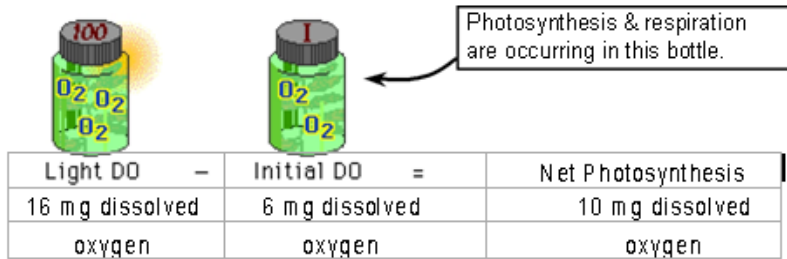 100
I
Photosynthesis & respiration
are occurring in this bottle.
O2 O2
O2
O2
O2
Light DO – Initial DO = Net Photosynthesis
16 mg dissolved 6 mg dissolved 10 mg dissolved
oxygen oxygen oxygen